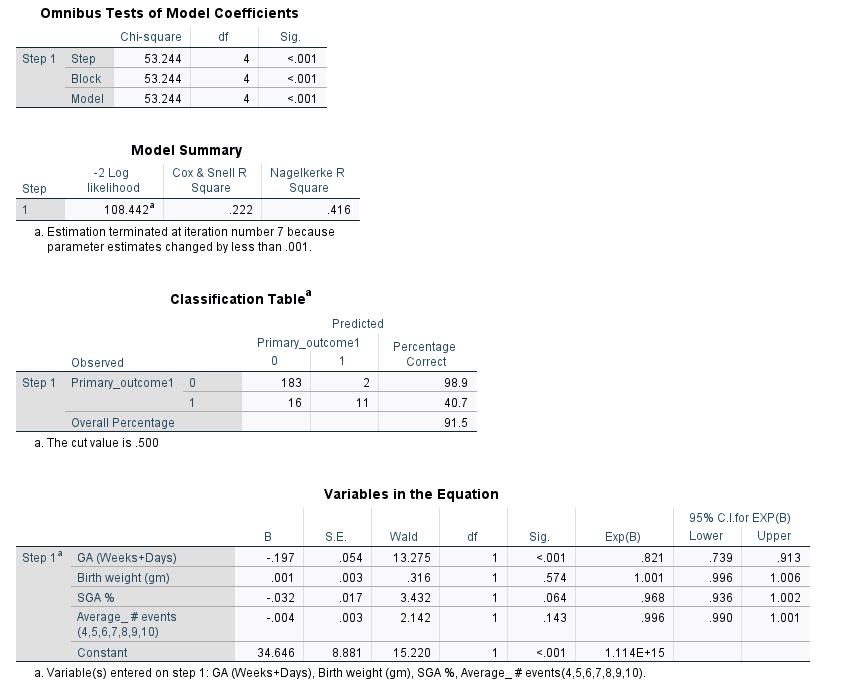 Omnibus Tests of Model Coefficients
Chi-square df Sig.
Step 1 Step 53.244 4 <.001
Block 53.244 4 <.001
Model 53.244 4 <.001
Model Summary
-2 Log Cox & Snell R Nagelkerke R
Step likelihood Square Square
1 108.442a .222 .416
a. Estimation terminated at iteration number 7 because
parameter estimates changed by less than .001.
Classification Tablea
Predicted
Primary_outcome1 Percentage
Observed 0 1 Correct
Step 1 Primary_outcome1 0 183 2 98.9
1 16 11 40.7
Overall Percentage 91.5
a. The cut value is .500
Variables in the Equation
95% C.I.for EXP(B)
B S.E. Wald df Sig. Exp(B) Lower Upper
Step 1a GA (Weeks+Days) -.197 .054 13.275 1 <.001 .821 .739 .913
Birth weight (gm) .001 .003 .316 1 .574 1.001 .996 1.006
SGA % -.032 .017 3.432 1 .064 .968 .936 1.002
Average_ # events -.004 .003 2.142 1 .143 .996 .990 1.001
(4,5,6,7,8,9,10)
Constant 34.646 8.881 15.220 1 <.001 1.114E+15
a. Variable(s) entered on step 1: GA (Weeks+Days), Birth weight (gm), SGA %, Average_ # events(4,5,6,7,8,9,10).